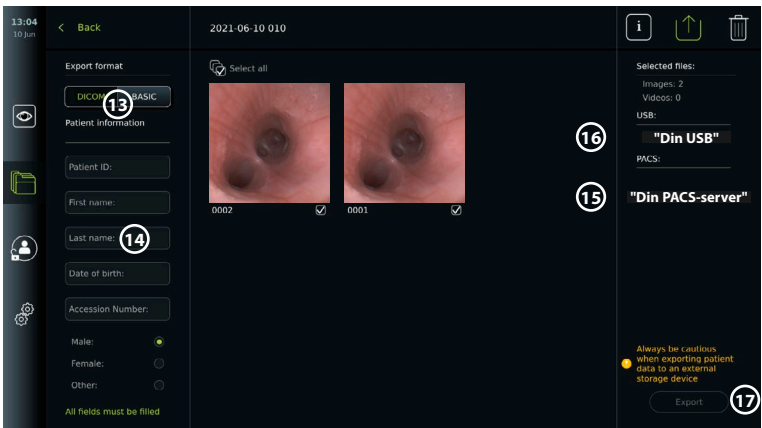 13:04
10 Jun
Back
2021-06-10 010
i
Export format
DICOM BASIC
13
Patient information
Patient ID:
First name:
Last name:
14
Date of birth:
Accession Number:
Male:
Female:
Other:
All fields must be filled
Select all
0002
0001
Selected files:
Images: 2
Videos: 0
USB:
16
"Din USB"
PACS:
15
"Din PACS-server"
Always be cautious
when exporting patient
data to an external
storage device
Export
17